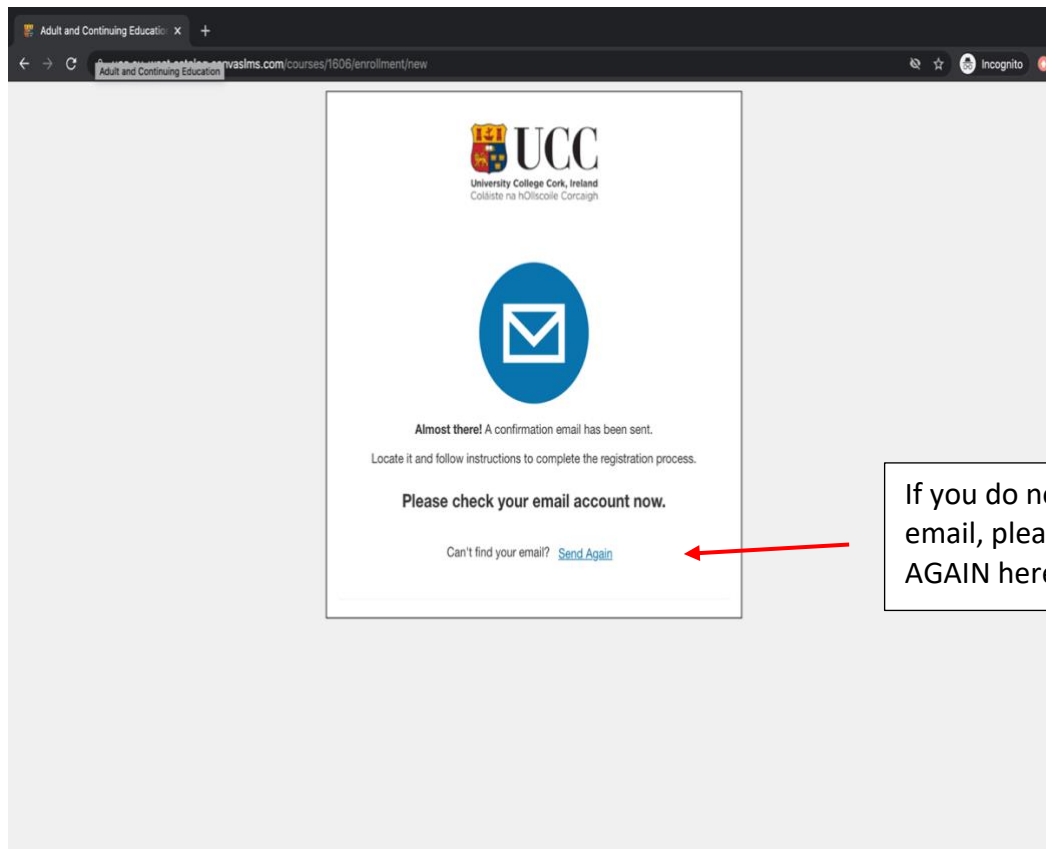 Adult and Continuing Educatio
canvaslms.com/courses/1606/enrollment/new
Incognito
Adult and Continuing Education
UCC
University College Cork, Ireland
Coláiste na hOllscoile Corcaigh
Almost there! A confirmation email has been sent.
Locate it and follow instructions to complete the registration process.
Please check your email account now.
Can't find your email? Send Again
If you do
email,
AGAIN